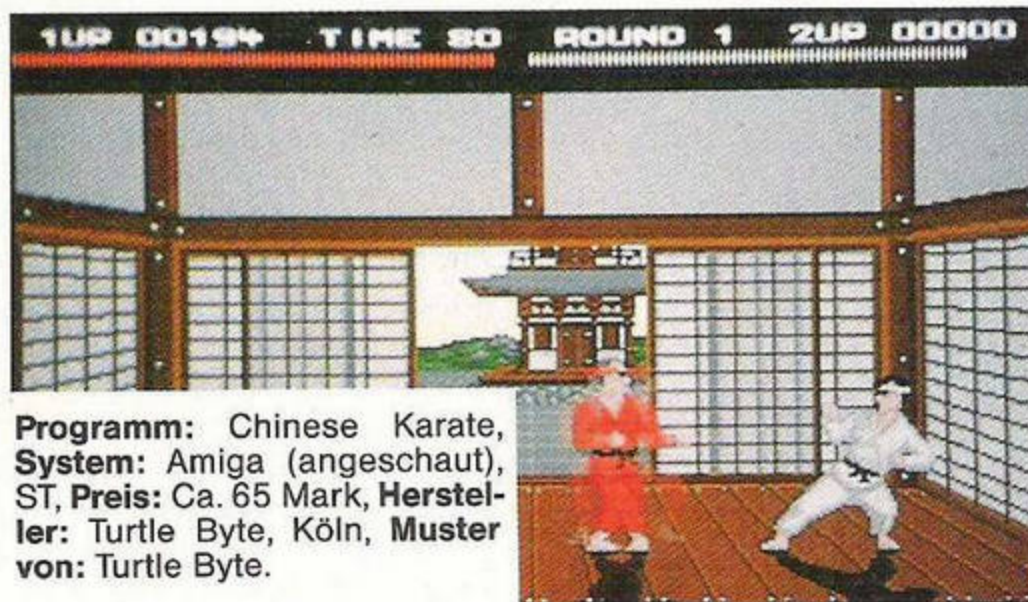 1UP 00194 TIME 80 ROUND 1 2UP 00000
Programm: Chinese Karate,
System: Amiga (angeschaut),
ST, Preis: Ca. 65 Mark, Herstel-
ler: Turtle Byte, Köln, Muster
von: Turtle Byte.